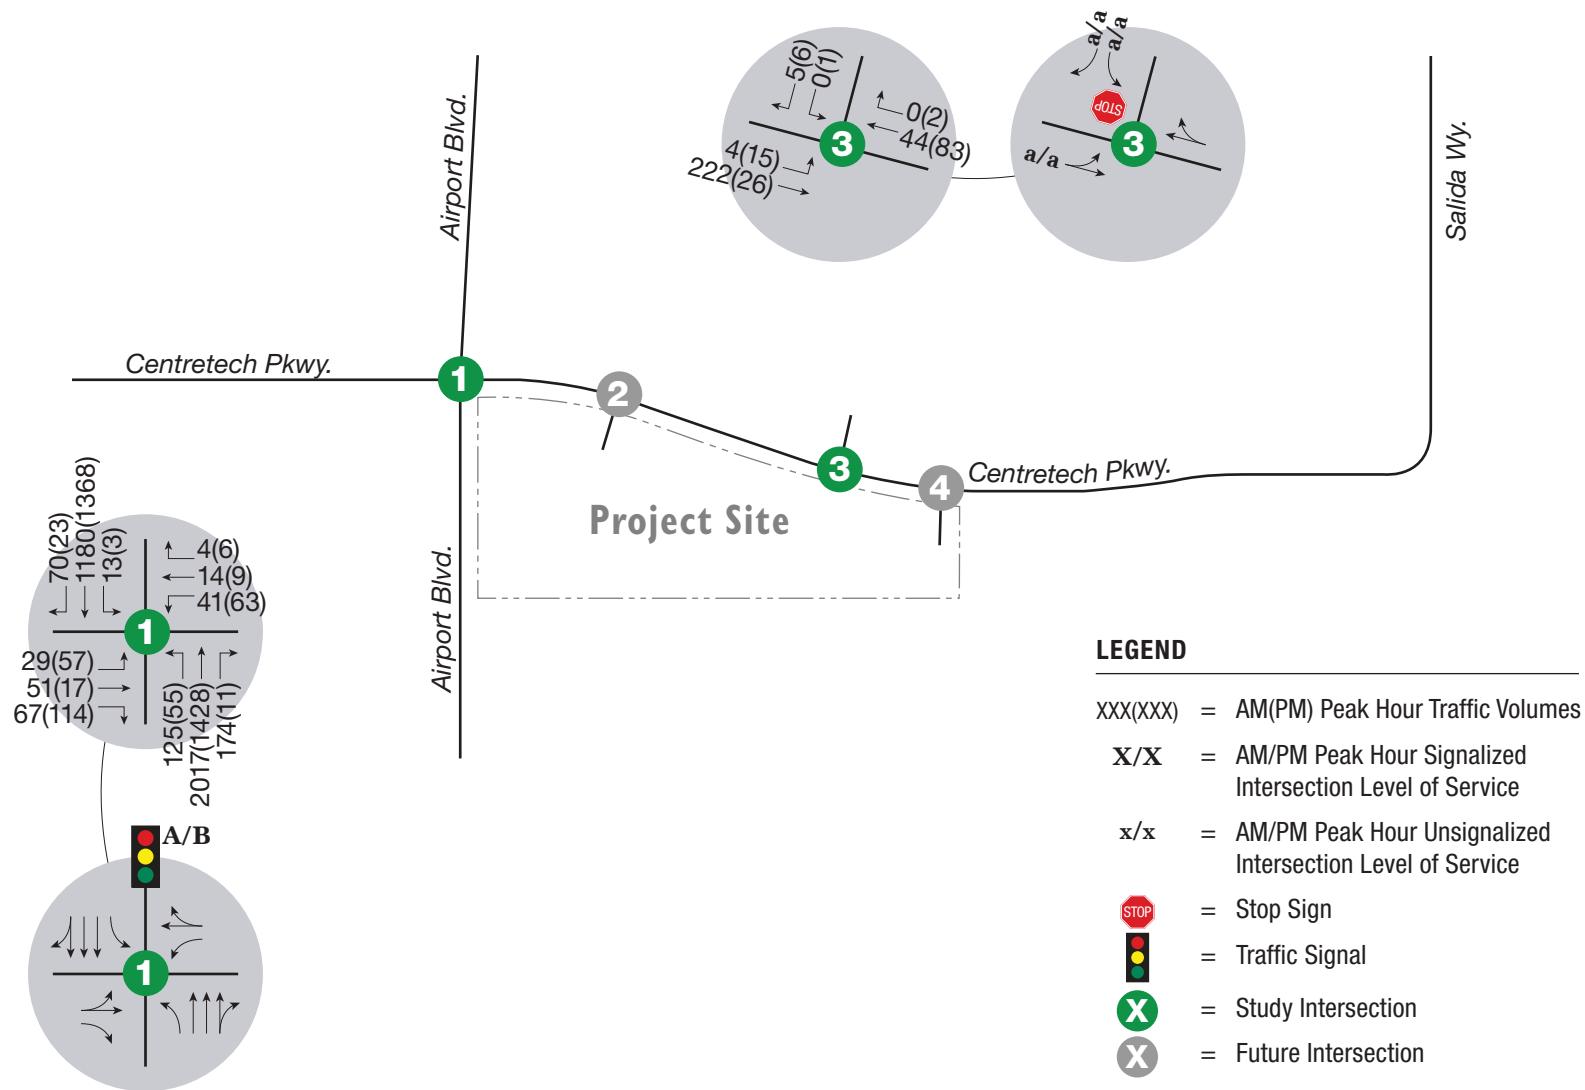 5(6)
0(1)
0(2)
44(83)
4(15)
222(26)
3
a/a
a/a
STOP
a/a
3
Airport Blvd.
Salida Wy.
Centretech Pkwy.
1
2
3
4
Centretech Pkwy.
Project Site
Airport Blvd.
70(23)
1180(1368)
13(3)
4(6)
14(9)
41(63)
1
29(57)
51(17)
67(114)
125(55)
2017(1428)
174(11)
A/B
1
LEGEND
XXX(XXX) = AM(PM) Peak Hour Traffic Volumes
X/X = AM/PM Peak Hour Signalized
Intersection Level of Service
x/x = AM/PM Peak Hour Unsignalized
Intersection Level of Service
STOP = Stop Sign
= Traffic Signal
X = Study Intersection
X = Future Intersection